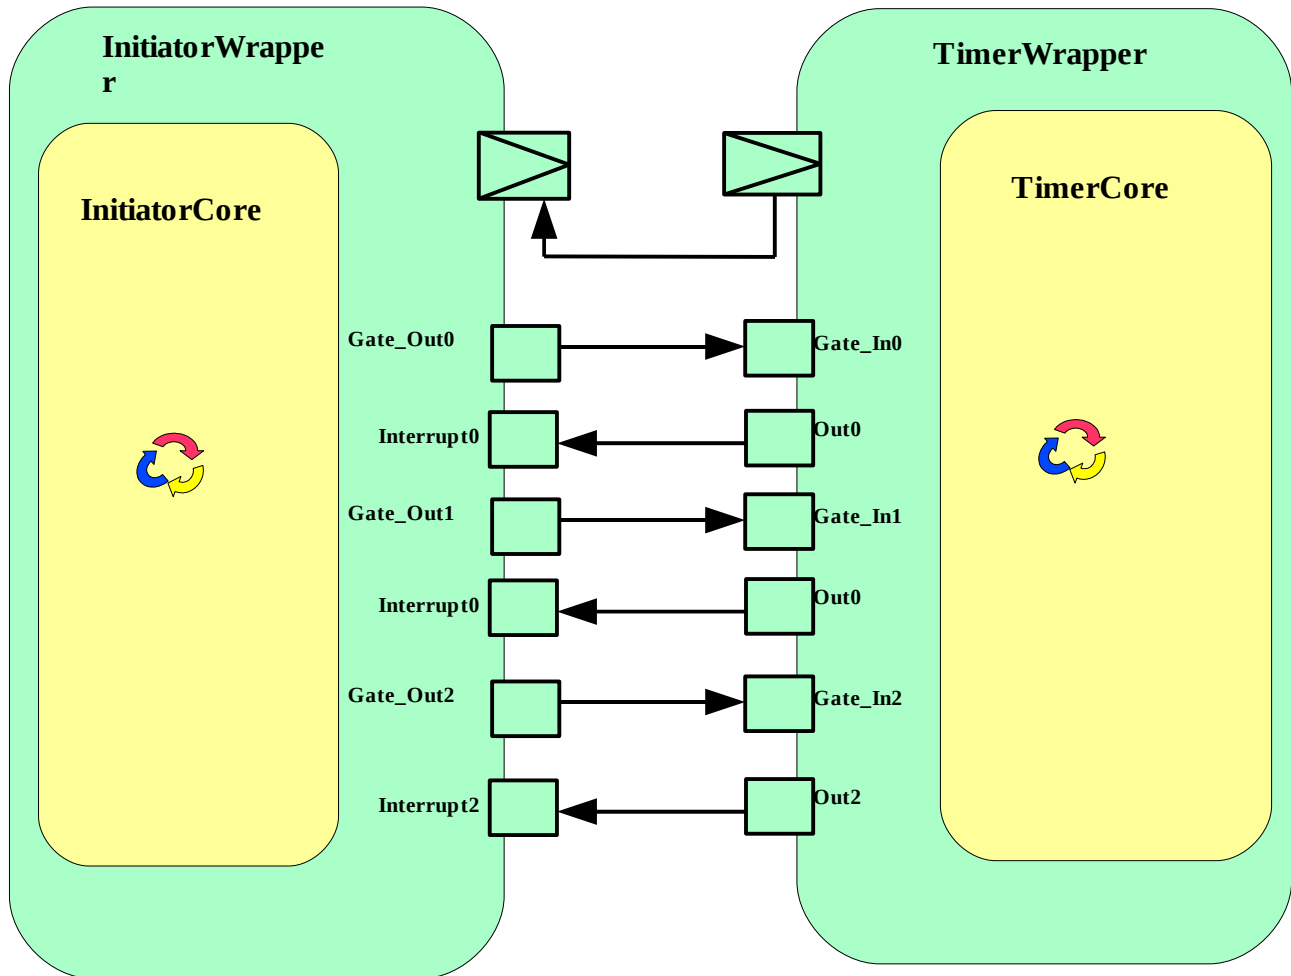 InitiatorWrappe
r
TimerWrapper
InitiatorCore
TimerCore
Gate_Out0
Gate_In0
Interrupt0
Out0
Gate_Out1
Gate_In1
Interrupt0
Out0
Gate_Out2
Gate_In2
Interrupt2
Out2